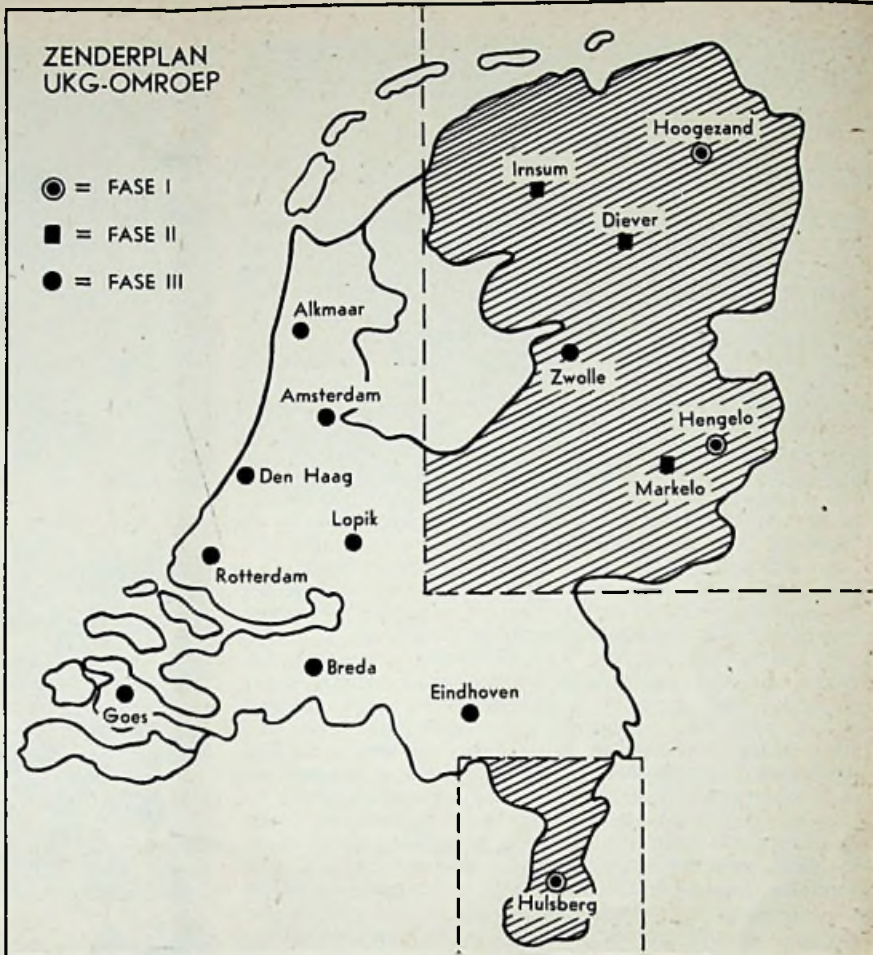 ZENDERPLAN
UKG-OMROEP
= FASE I
= FASE II
= FASE III
Hoogezand
Irnsum
Diever
Alkmaar
Zwolle
Amsterdam
Hengelo
Den Haag
Markelo
Lopik
Rotterdam
Breda
Eindhoven
Goes
Hulsberg